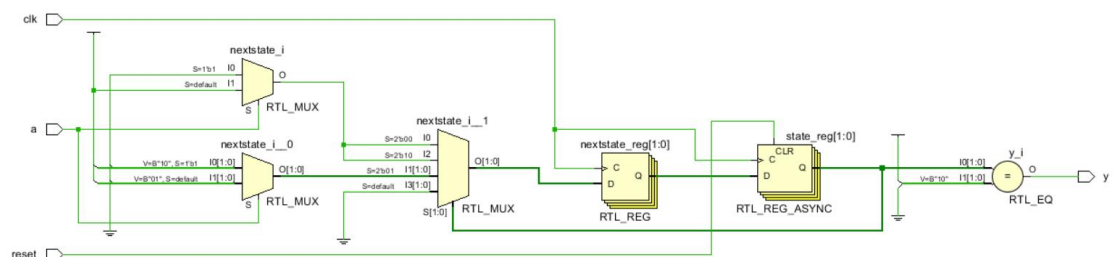 clk
nextstate_i
S=1'b1 I0
S=default I1
O
S
RTL_MUX
a
nextstate_i__0
V=B"10", S=1'b1 I0[1:0]
V=B"01", S=default I1[1:0]
O[1:0]
S
RTL_MUX
nextstate_i__1
S=2'b00 I0
S=2'b10 I2
S=2'b01 I1[1:0]
S=default I3[1:0]
O[1:0]
S[1:0]
RTL_MUX
nextstate_reg[1:0]
C
D
Q
RTL_REG
state_reg[1:0]
CLR
C
D
Q
RTL_REG_ASYNC
y_i
I0[1:0]
V=B"10" I1[1:0]
=
O
RTL_EQ
y
reset